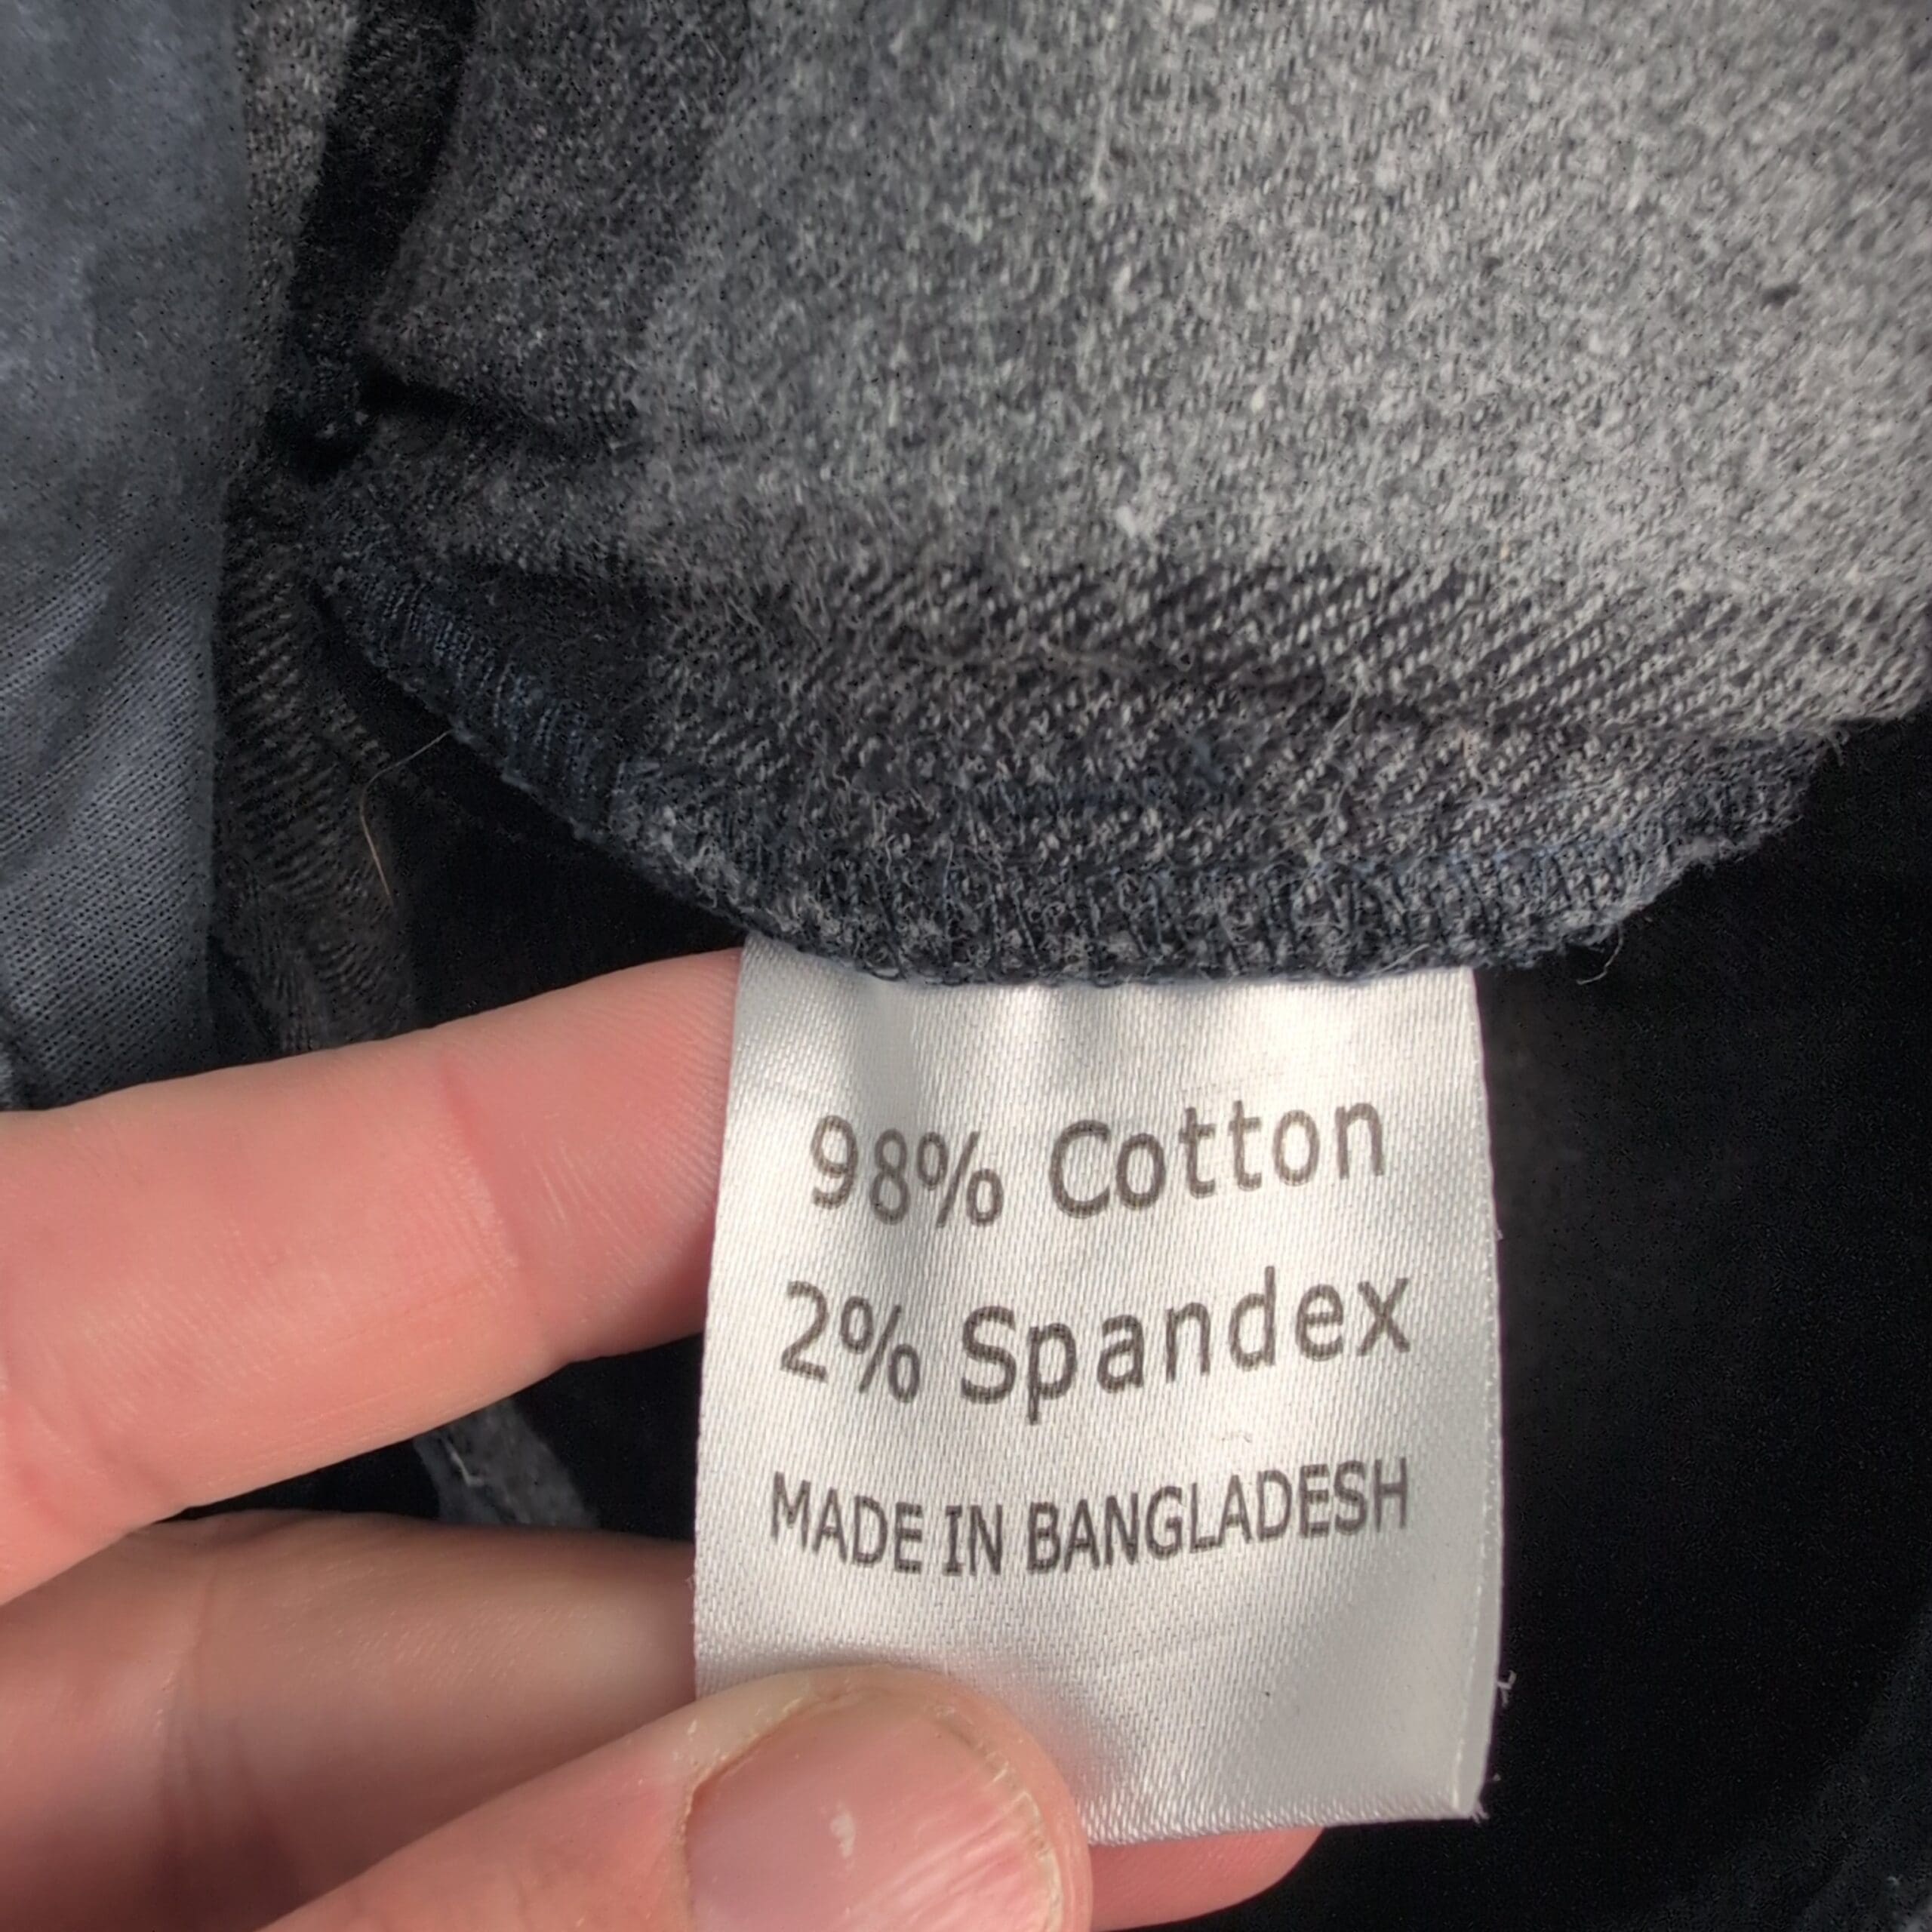 98% Cotton
2% Spandex
MADE IN BANGLADESH